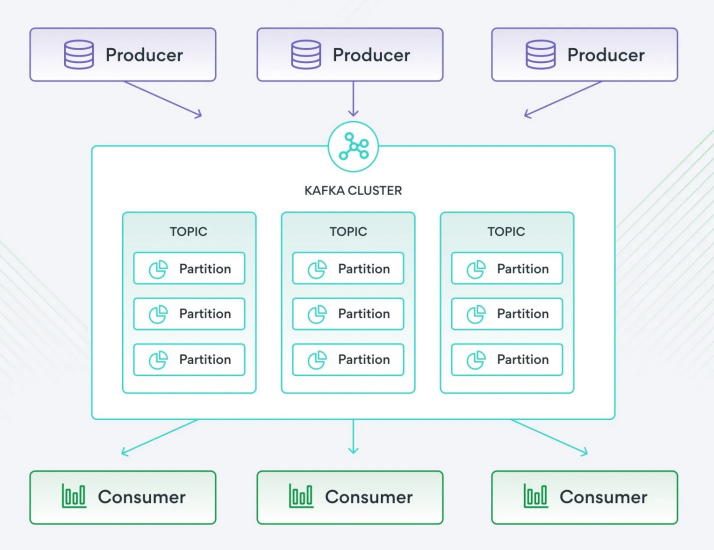 Producer
Producer
Producer
KAFKA CLUSTER
TOPIC
Partition
Partition
Partition
TOPIC
Partition
Partition
Partition
TOPIC
Partition
Partition
Partition
Consumer
Consumer
Consumer